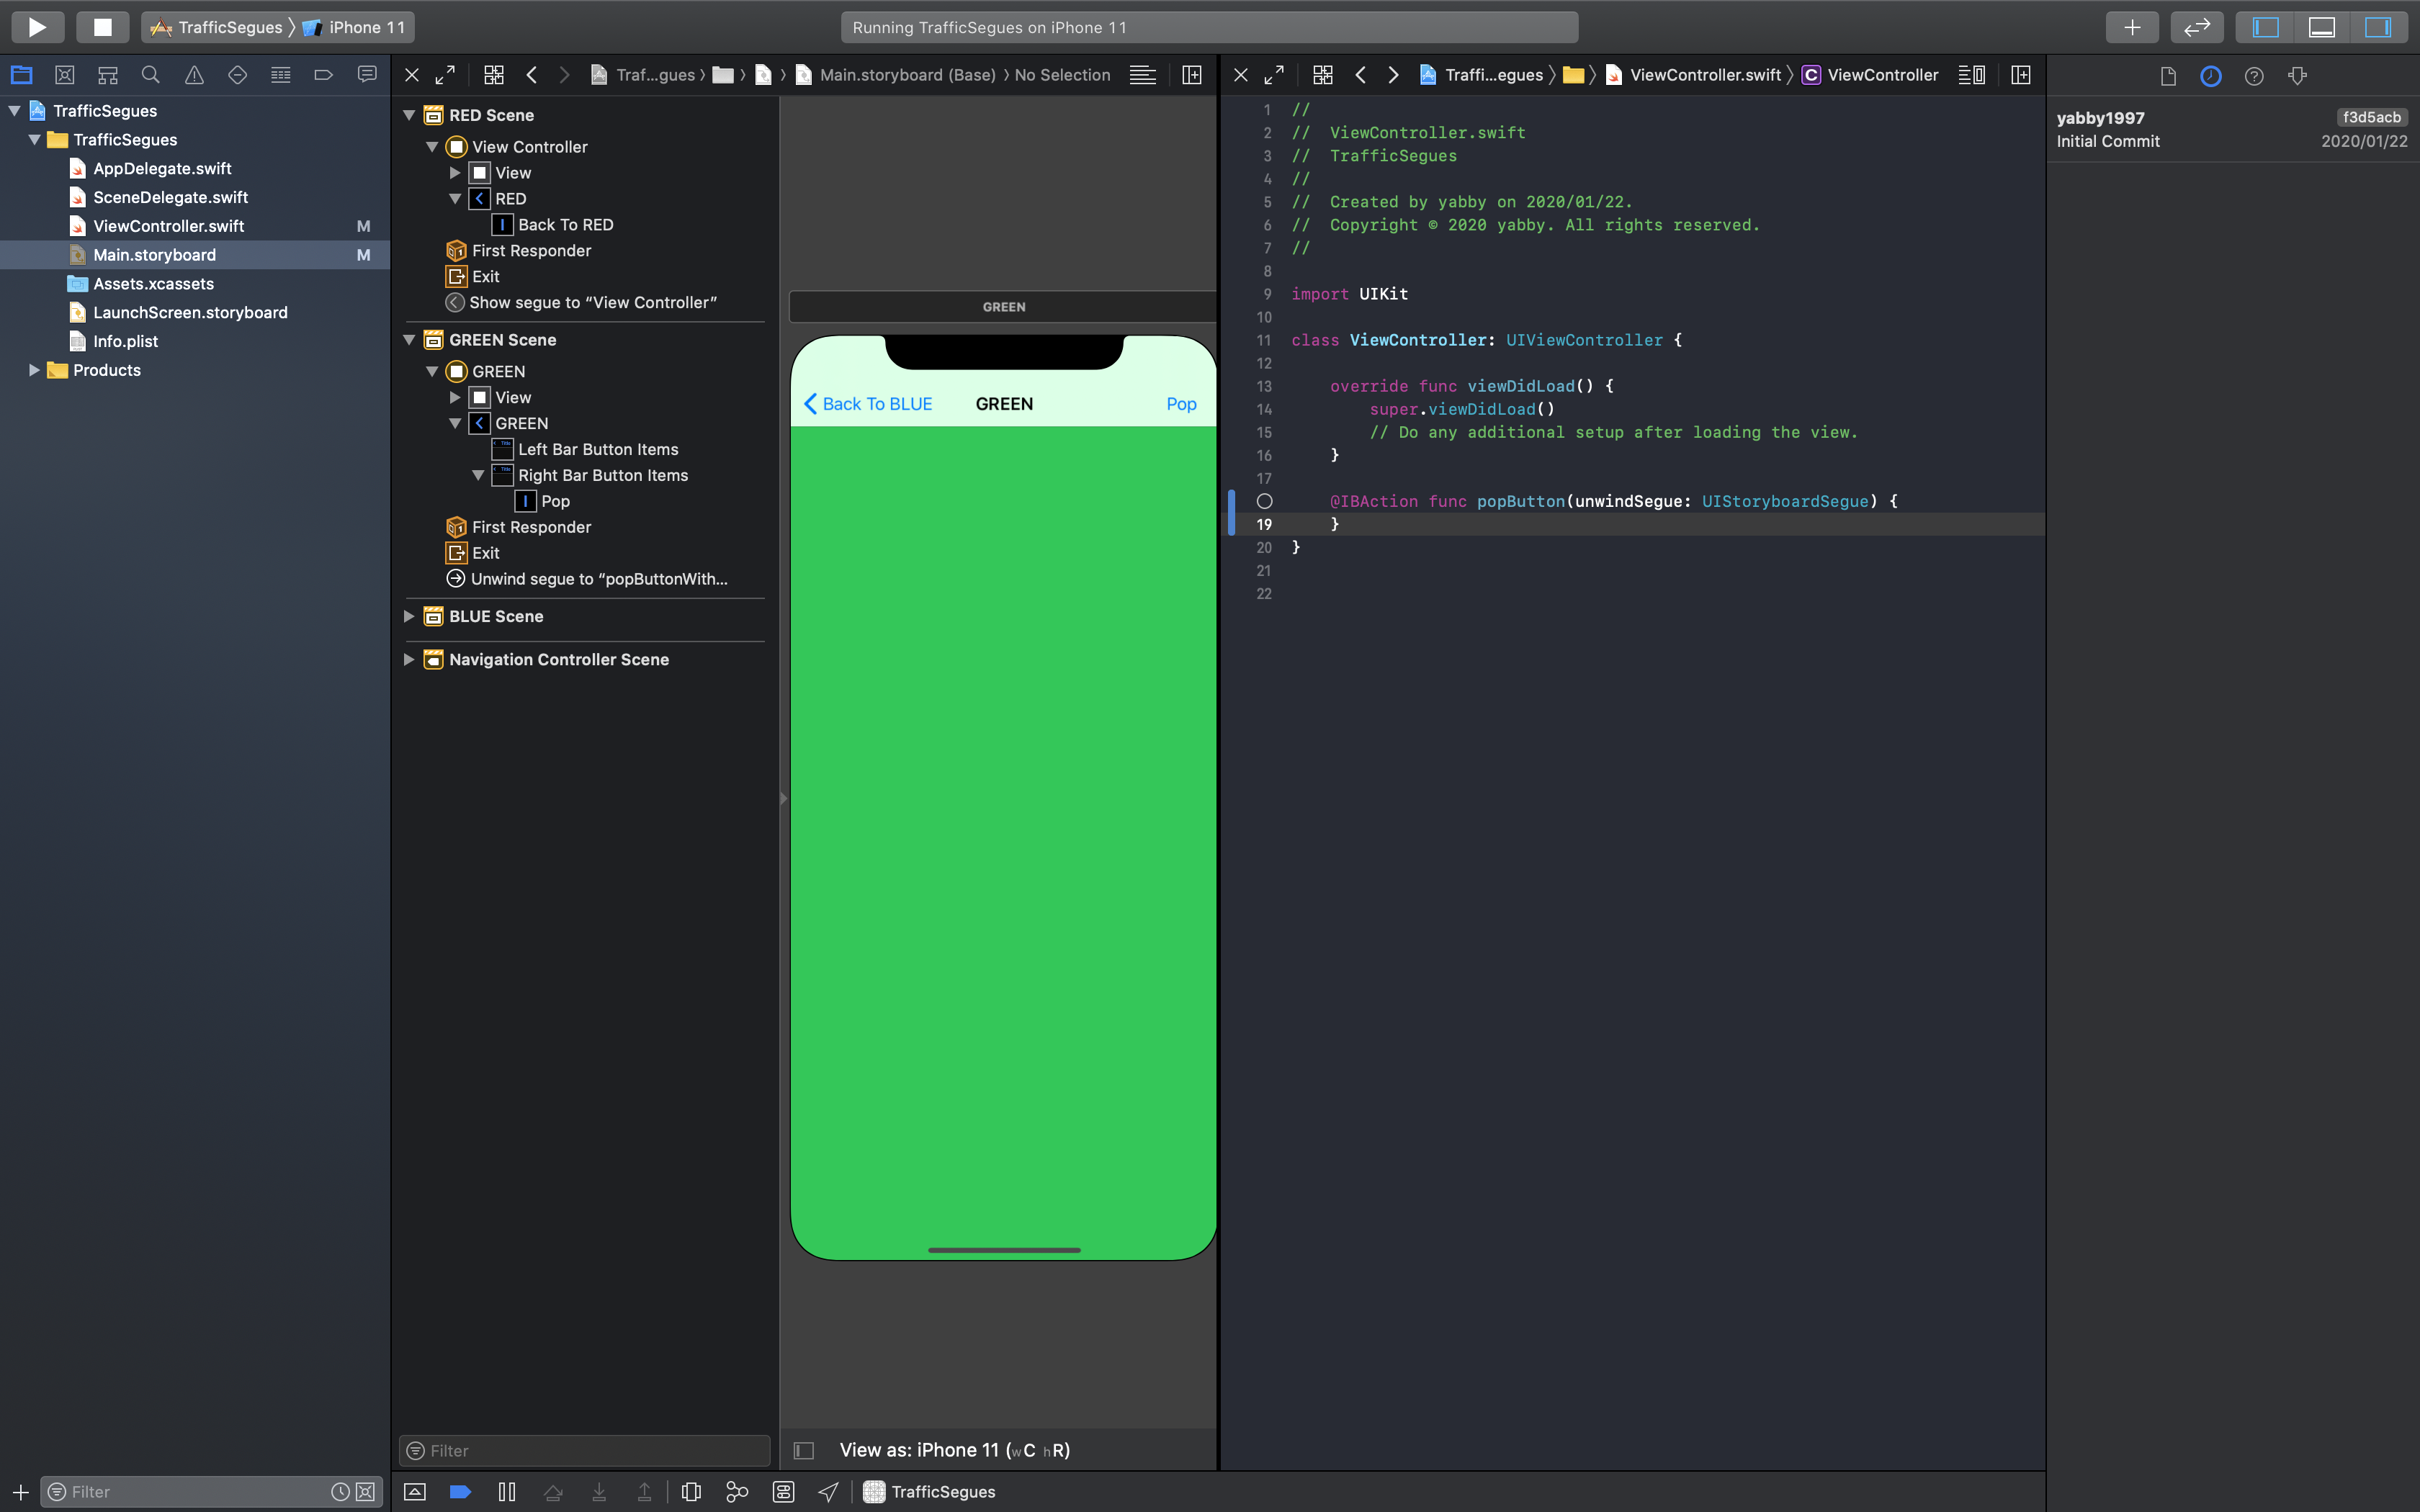 TrafficSegues 〉 iPhone 11
Running TrafficSegues on iPhone 11
TrafficSegues
TrafficSegues
AppDelegate.swift
SceneDelegate.swift
ViewController.swift M
Main.storyboard M
Assets.xcassets
LaunchScreen.storyboard
Info.plist
Products
Filter
Traf...gues 〉 〉 〉 Main.storyboard (Base) 〉 No Selection
RED Scene
View Controller
View
RED
Back To RED
First Responder
Exit
Show segue to “View Controller”
GREEN Scene
GREEN
View
GREEN
Left Bar Button Items
Right Bar Button Items
Pop
First Responder
Exit
Unwind segue to “popButtonWith...
BLUE Scene
Navigation Controller Scene
Filter
GREEN
Back To BLUE GREEN Pop
View as: iPhone 11 (wC hR)
TrafficSegues
Traffi...egues 〉 〉 ViewController.swift 〉 C ViewController
1 //
2 //  ViewController.swift
3 //  TrafficSegues
4 //
5 //  Created by yabby on 2020/01/22.
6 //  Copyright © 2020 yabby. All rights reserved.
7 //
8
9 import UIKit
10
11 class ViewController: UIViewController {
12
13     override func viewDidLoad() {
14         super.viewDidLoad()
15         // Do any additional setup after loading the view.
16     }
17
    @IBAction func popButton(unwindSegue: UIStoryboardSegue) {
19     }
20 }
21
22
yabby1997 f3d5acb
Initial Commit 2020/01/22